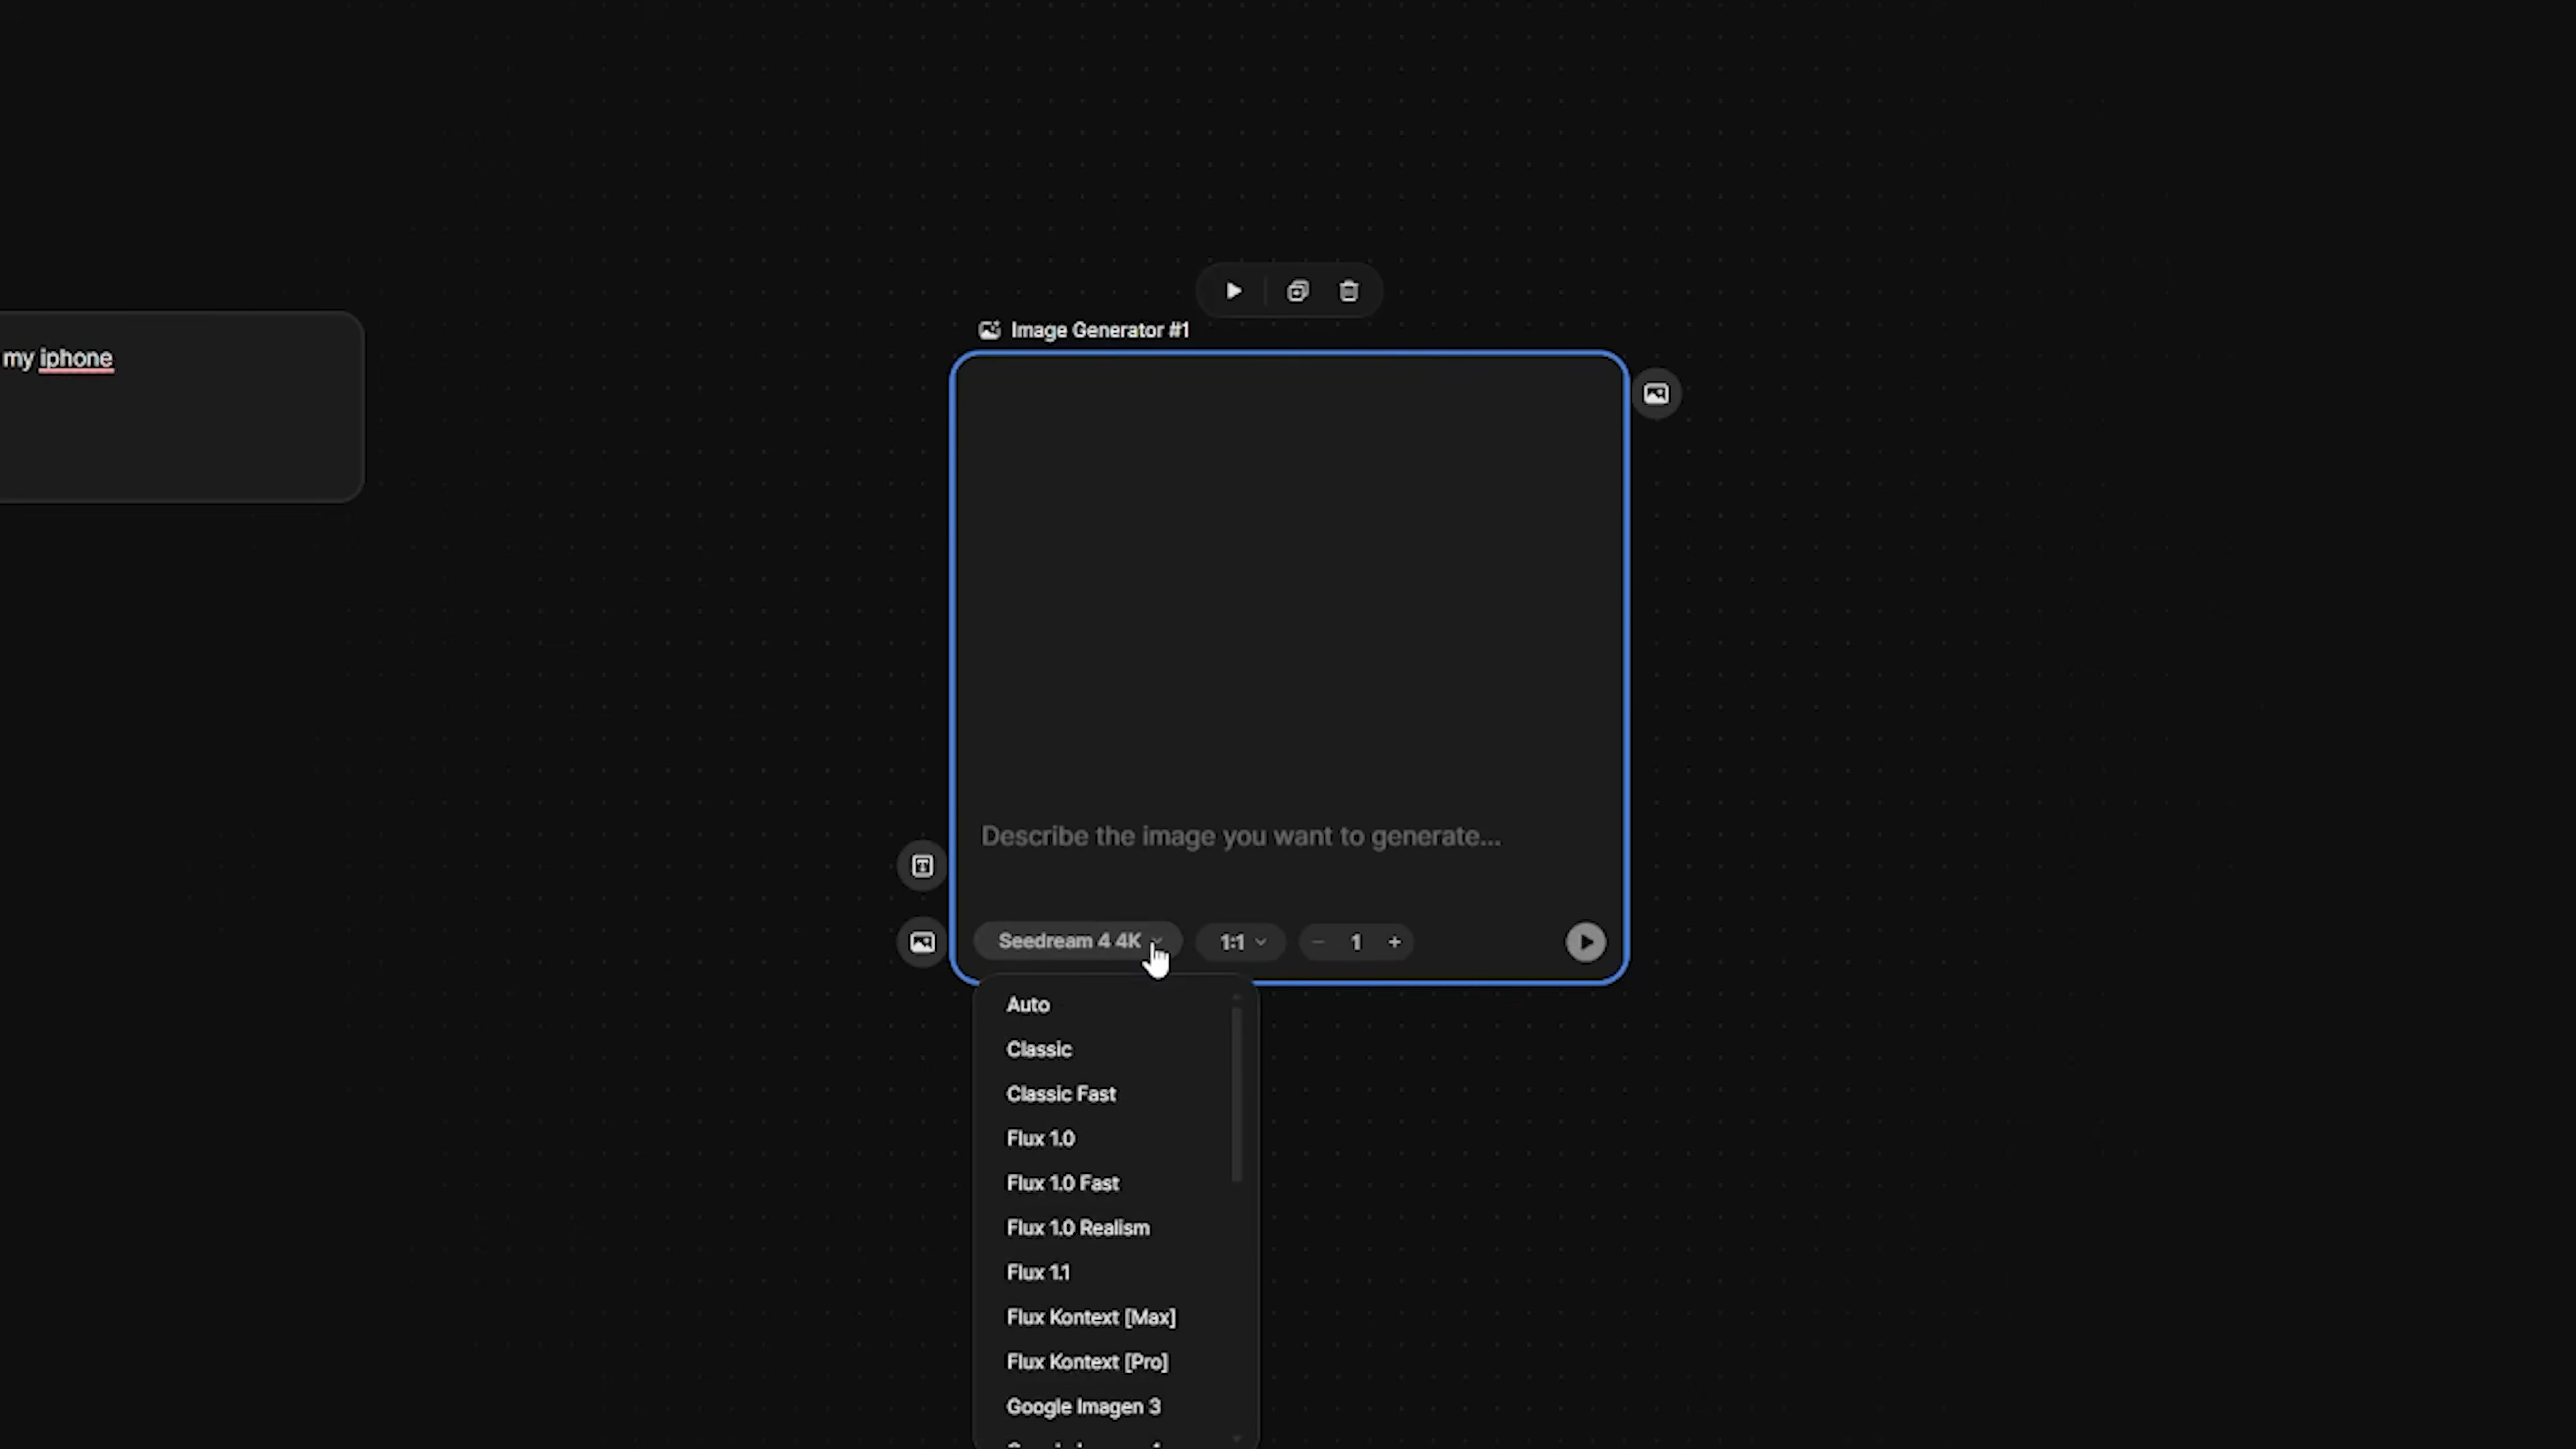 Image Generator #1
my iphone
Describe the image you want to generate...
Seedream 4 4K
1:1
1
Auto
Classic
Classic Fast
Flux 1.0
Flux 1.0 Fast
Flux 1.0 Realism
Flux 1.1
Flux Kontext [Max]
Flux Kontext [Pro]
Google Imagen 3